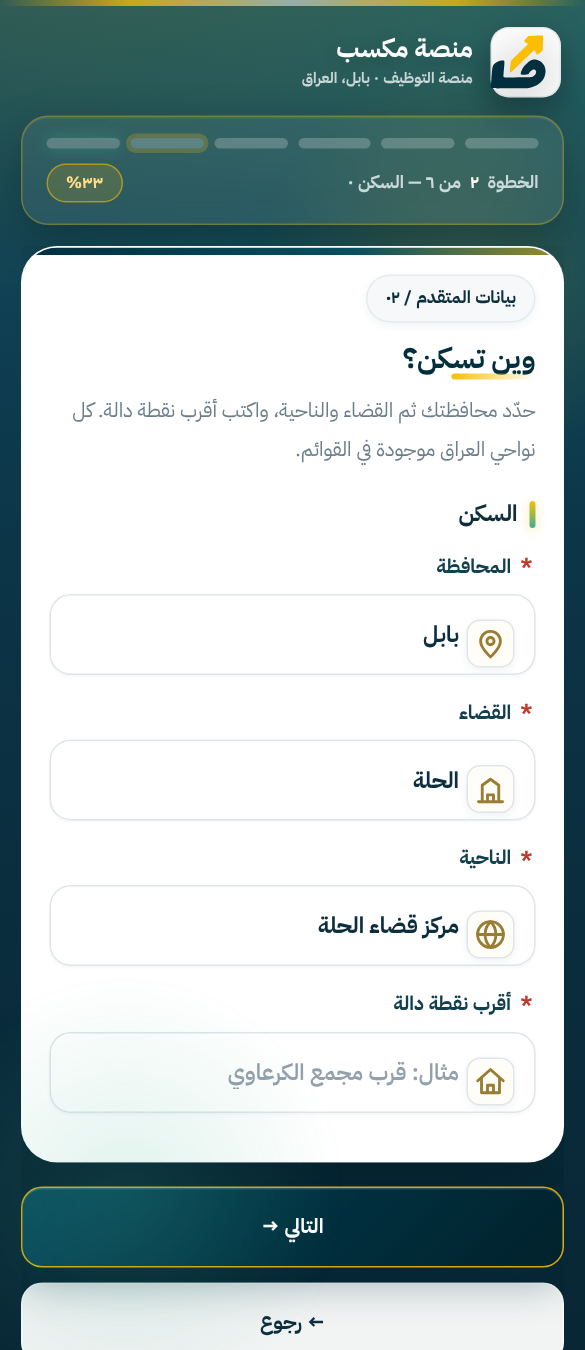 منصة مكسب
منصة التوظيف · بابل، العراق
الخطوة ٢ من ٦ — السكن ·
%٣٣
بيانات المتقدم / ٠٢
وين تسكن؟
حدّد محافظتك ثم القضاء والناحية، واكتب أقرب نقطة دالة. كل
نواحي العراق موجودة في القوائم.
السكن
* المحافظة
بابل
* القضاء
الحلة
* الناحية
مركز قضاء الحلة
* أقرب نقطة دالة
مثال: قرب مجمع الكرعاوي
التالي →
← رجوع